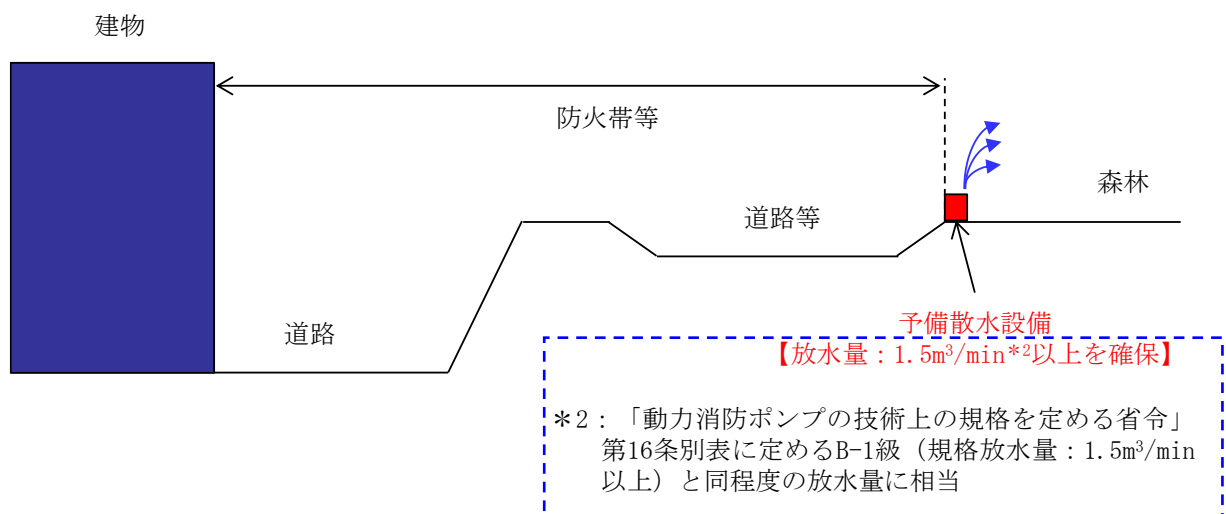 建物
防火帯等
森林
道路等
道路
予備散水設備
【放水量：1.5m³/min*²以上を確保】
＊2：「動力消防ポンプの技術上の規格を定める省令」
第16条別表に定めるB-1級（規格放水量：1.5m³/min
以上）と同程度の放水量に相当